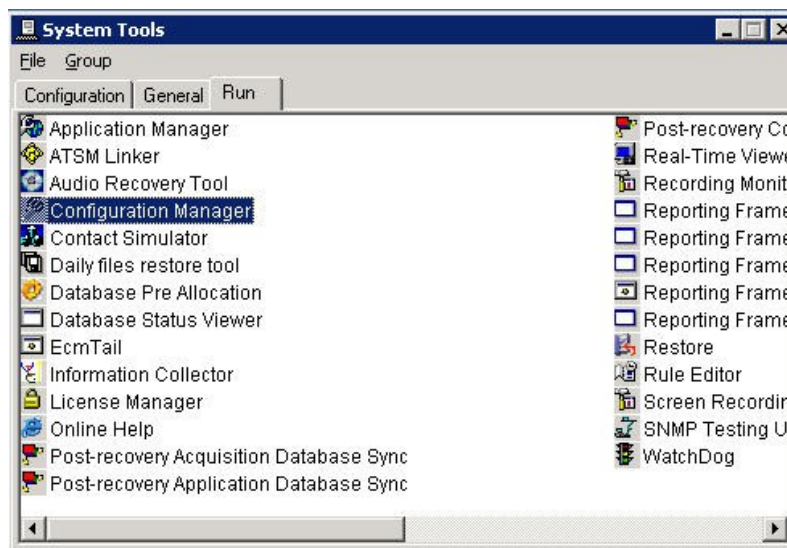 System Tools
File Group
Configuration General Run
Application Manager
ATSM Linker
Audio Recovery Tool
Configuration Manager
Contact Simulator
Daily files restore tool
Database Pre Allocation
Database Status Viewer
EcmTail
Information Collector
License Manager
Online Help
Post-recovery Acquisition Database Sync
Post-recovery Application Database Sync
Post-recovery Co
Real-Time Viewe
Recording Monit
Reporting Frame
Reporting Frame
Reporting Frame
Reporting Frame
Reporting Frame
Restore
Rule Editor
Screen Recordin
SNMP Testing U
WatchDog